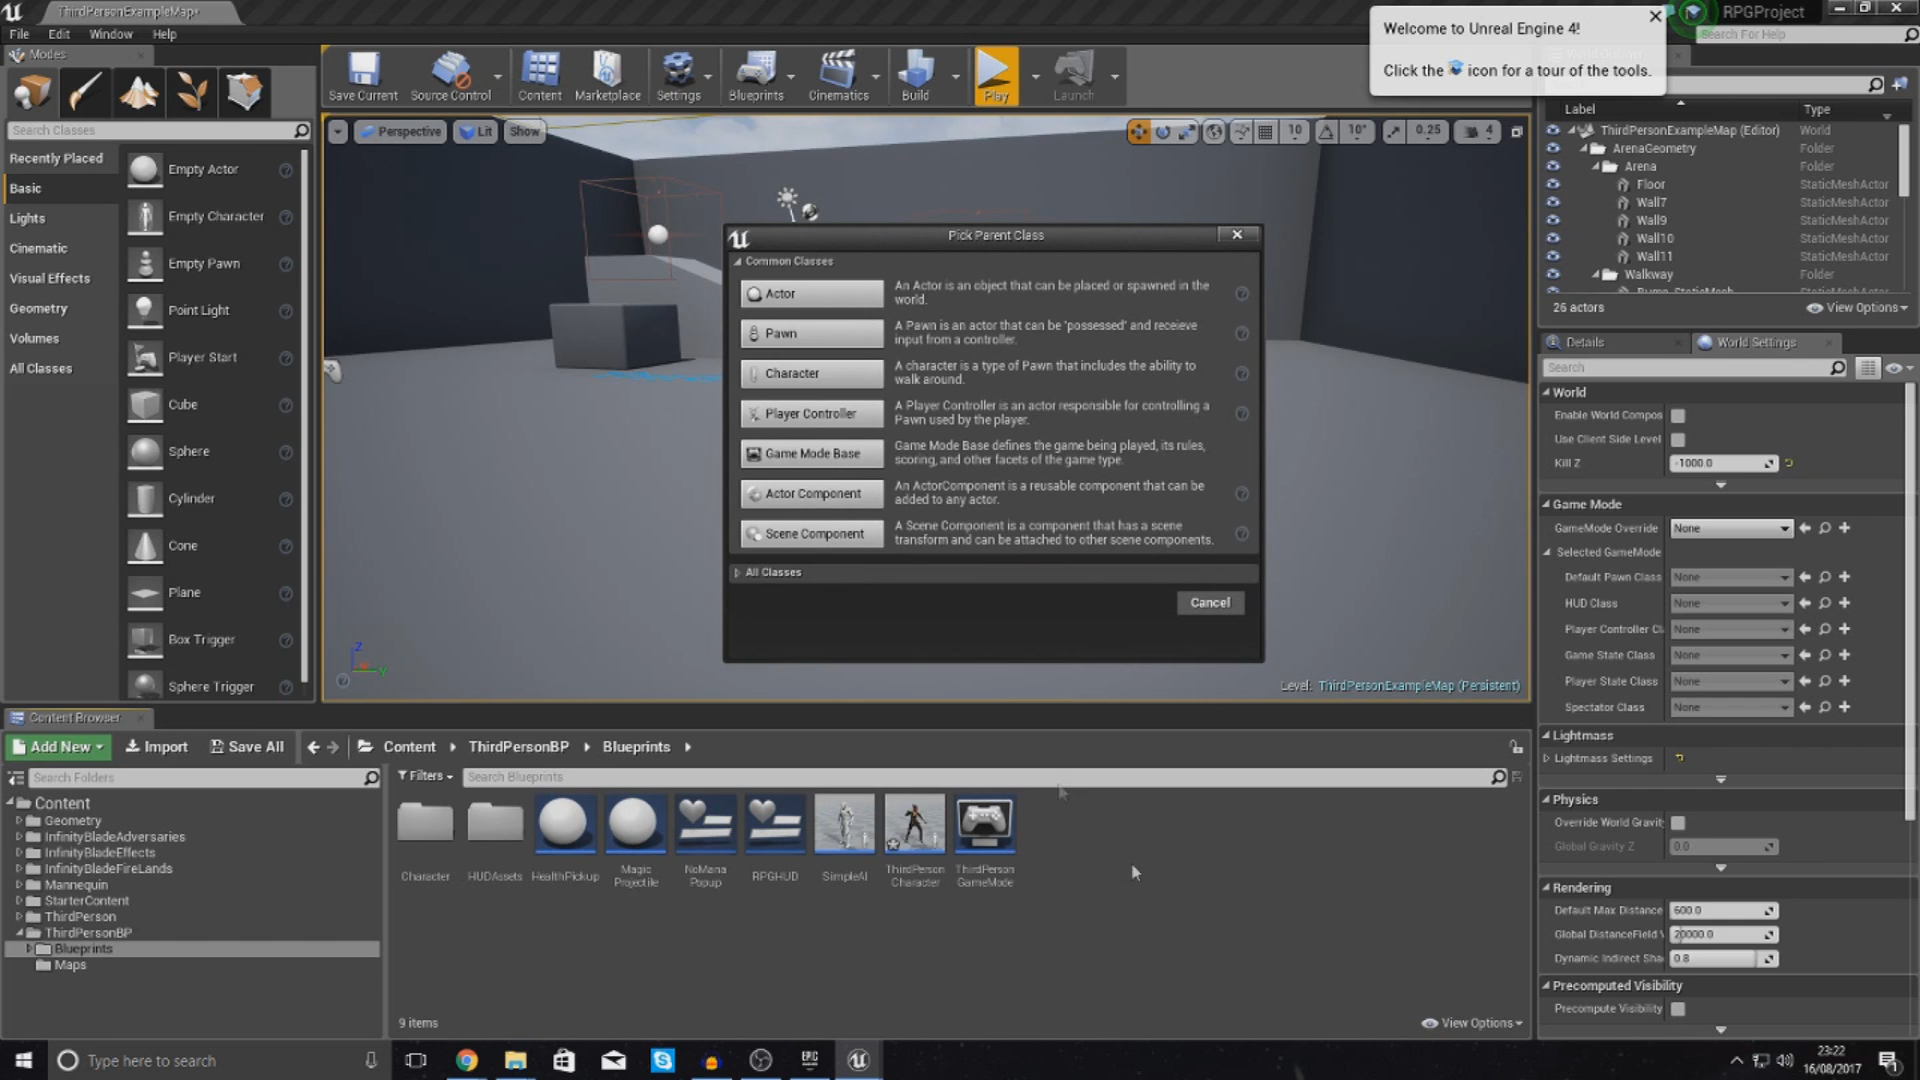 ThirdPersonExampleMap*
RPGProject
File Edit Window Help
Search For Help
Welcome to Unreal Engine 4!
Click the icon for a tour of the tools.
Modes
Save Current Source Control Content Marketplace Settings Blueprints Cinematics Build Play Launch
Search Classes
Recently Placed
Basic
Lights
Cinematic
Visual Effects
Geometry
Volumes
All Classes
Empty Actor
Empty Character
Empty Pawn
Point Light
Player Start
Cube
Sphere
Cylinder
Cone
Plane
Box Trigger
Sphere Trigger
Perspective Lit Show
10 10° 0.25 4
Pick Parent Class
Common Classes
Actor
An Actor is an object that can be placed or spawned in the
world.
Pawn
A Pawn is an actor that can be 'possessed' and receieve
input from a controller.
Character
A character is a type of Pawn that includes the ability to
walk around.
Player Controller
A Player Controller is an actor responsible for controlling a
Pawn used by the player.
Game Mode Base
Game Mode Base defines the game being played, its rules,
scoring, and other facets of the game type.
Actor Component
An ActorComponent is a reusable component that can be
added to any actor.
Scene Component
A Scene Component is a component that has a scene
transform and can be attached to other scene components.
All Classes
Cancel
Z
Y
Level: ThirdPersonExampleMap (Persistent)
Label Type
ThirdPersonExampleMap (Editor) World
ArenaGeometry Folder
Arena Folder
Floor StaticMeshActor
Wall7 StaticMeshActor
Wall9 StaticMeshActor
Wall10 StaticMeshActor
Wall11 StaticMeshActor
Walkway Folder
26 actors View Options
Details World Settings
Search
World
Enable World Compos
Use Client Side Level
Kill Z -1000.0
Game Mode
GameMode Override None
Selected GameMode
Default Pawn Class None
HUD Class None
Player Controller Cl None
Game State Class None
Player State Class None
Spectator Class None
Lightmass
Lightmass Settings
Physics
Override World Gravit
Global Gravity Z 0.0
Rendering
Default Max Distance 600.0
Global DistanceField V 20000.0
Dynamic Indirect Sha 0.8
Precomputed Visibility
Precompute Visibility
Content Browser
Add New Import Save All Content ThirdPersonBP Blueprints
Search Folders
Filters Search Blueprints
Content
Geometry
InfinityBladeAdversaries
InfinityBladeEffects
InfinityBladeFireLands
Mannequin
StarterContent
ThirdPerson
ThirdPersonBP
Blueprints
Maps
Character
HUDAssets
HealthPickup
Magic
Projectile
NoMana
Popup
RPGHUD
SimpleAI
ThirdPerson
Character
ThirdPerson
GameMode
9 items View Options
Type here to search
EPIC
23:22
16/08/2017
1